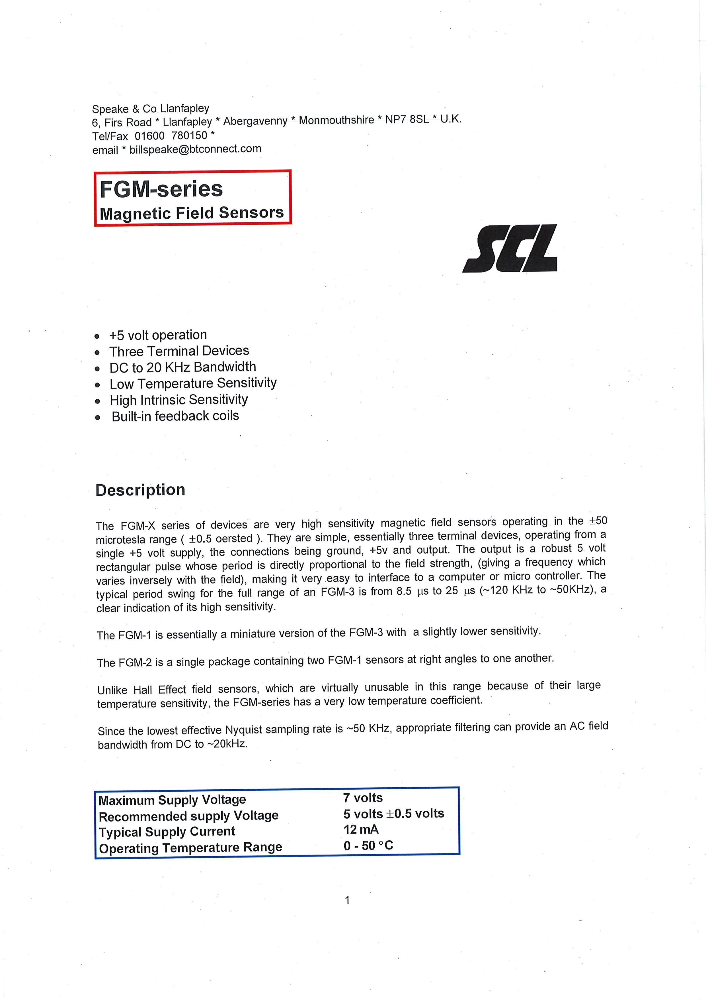 Speake & Co Llanfapley
6, Firs Road * Llanfapley * Abergavenny * Monmouthshire * NP7 8SL * U.K.
Tel/Fax 01600 780150 *
email * billspeake@btconnect.com
FGM-series
Magnetic Field Sensors
SCL
• +5 volt operation
• Three Terminal Devices
• DC to 20 KHz Bandwidth
• Low Temperature Sensitivity
• High Intrinsic Sensitivity
• Built-in feedback coils
Description
The FGM-X series of devices are very high sensitivity magnetic field sensors operating in the ±50
microtesla range ( ±0.5 oersted ). They are simple, essentially three terminal devices, operating from a
single +5 volt supply, the connections being ground, +5v and output. The output is a robust 5 volt
rectangular pulse whose period is directly proportional to the field strength, (giving a frequency which
varies inversely with the field), making it very easy to interface to a computer or micro controller. The
typical period swing for the full range of an FGM-3 is from 8.5 μs to 25 μs (~120 KHz to ~50KHz), a
clear indication of its high sensitivity.
The FGM-1 is essentially a miniature version of the FGM-3 with a slightly lower sensitivity.
The FGM-2 is a single package containing two FGM-1 sensors at right angles to one another.
Unlike Hall Effect field sensors, which are virtually unusable in this range because of their large
temperature sensitivity, the FGM-series has a very low temperature coefficient.
Since the lowest effective Nyquist sampling rate is ~50 KHz, appropriate filtering can provide an AC field
bandwidth from DC to ~20kHz.
Maximum Supply Voltage 7 volts
Recommended supply Voltage 5 volts ±0.5 volts
Typical Supply Current 12 mA
Operating Temperature Range 0 - 50 °C
1